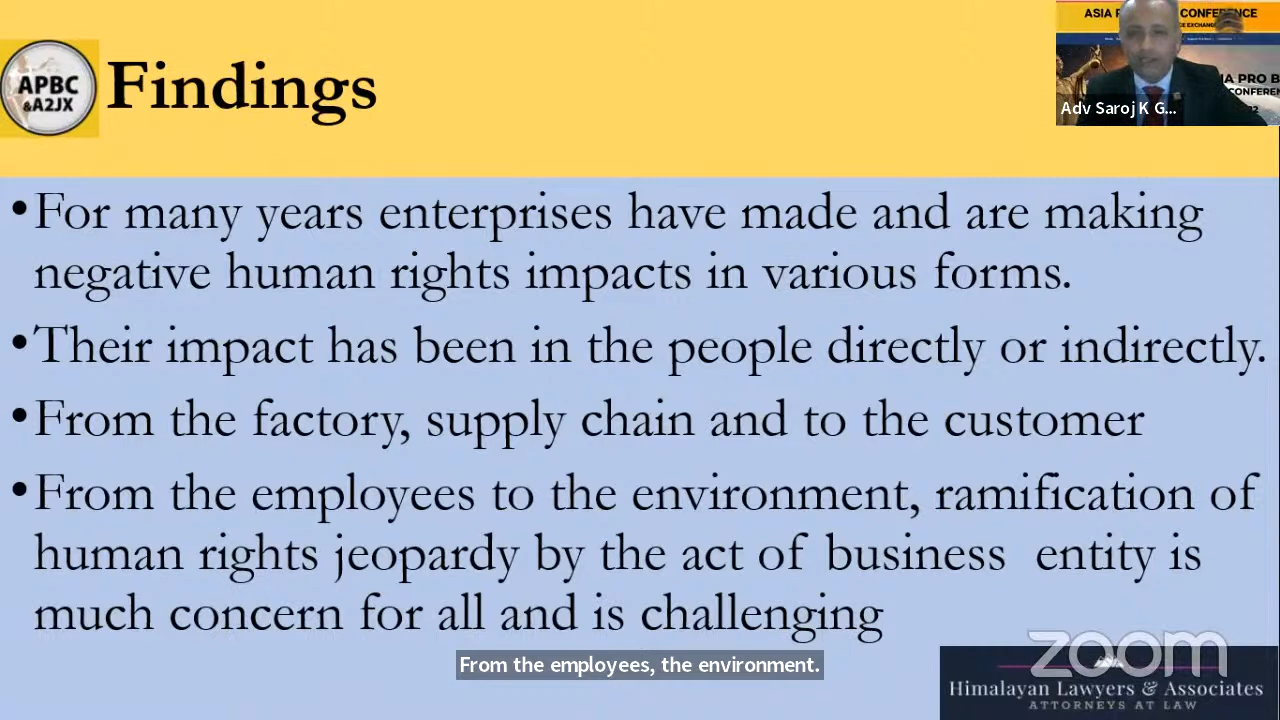 ASIA PRO B CONFERENCE
CE EXCHANGE
APBC
&A2JX
Findings
IA PRO B
CONFEREN
Adv Saroj K G...
•For many years enterprises have made and are making
negative human rights impacts in various forms.
•Their impact has been in the people directly or indirectly.
•From the factory, supply chain and to the customer
•From the employees to the environment, ramification of
human rights jeopardy by the act of business entity is
much concern for all and is challenging
From the employees, the environment.
zoom
Himalayan Lawyers & Associates
ATTORNEYS AT LAW